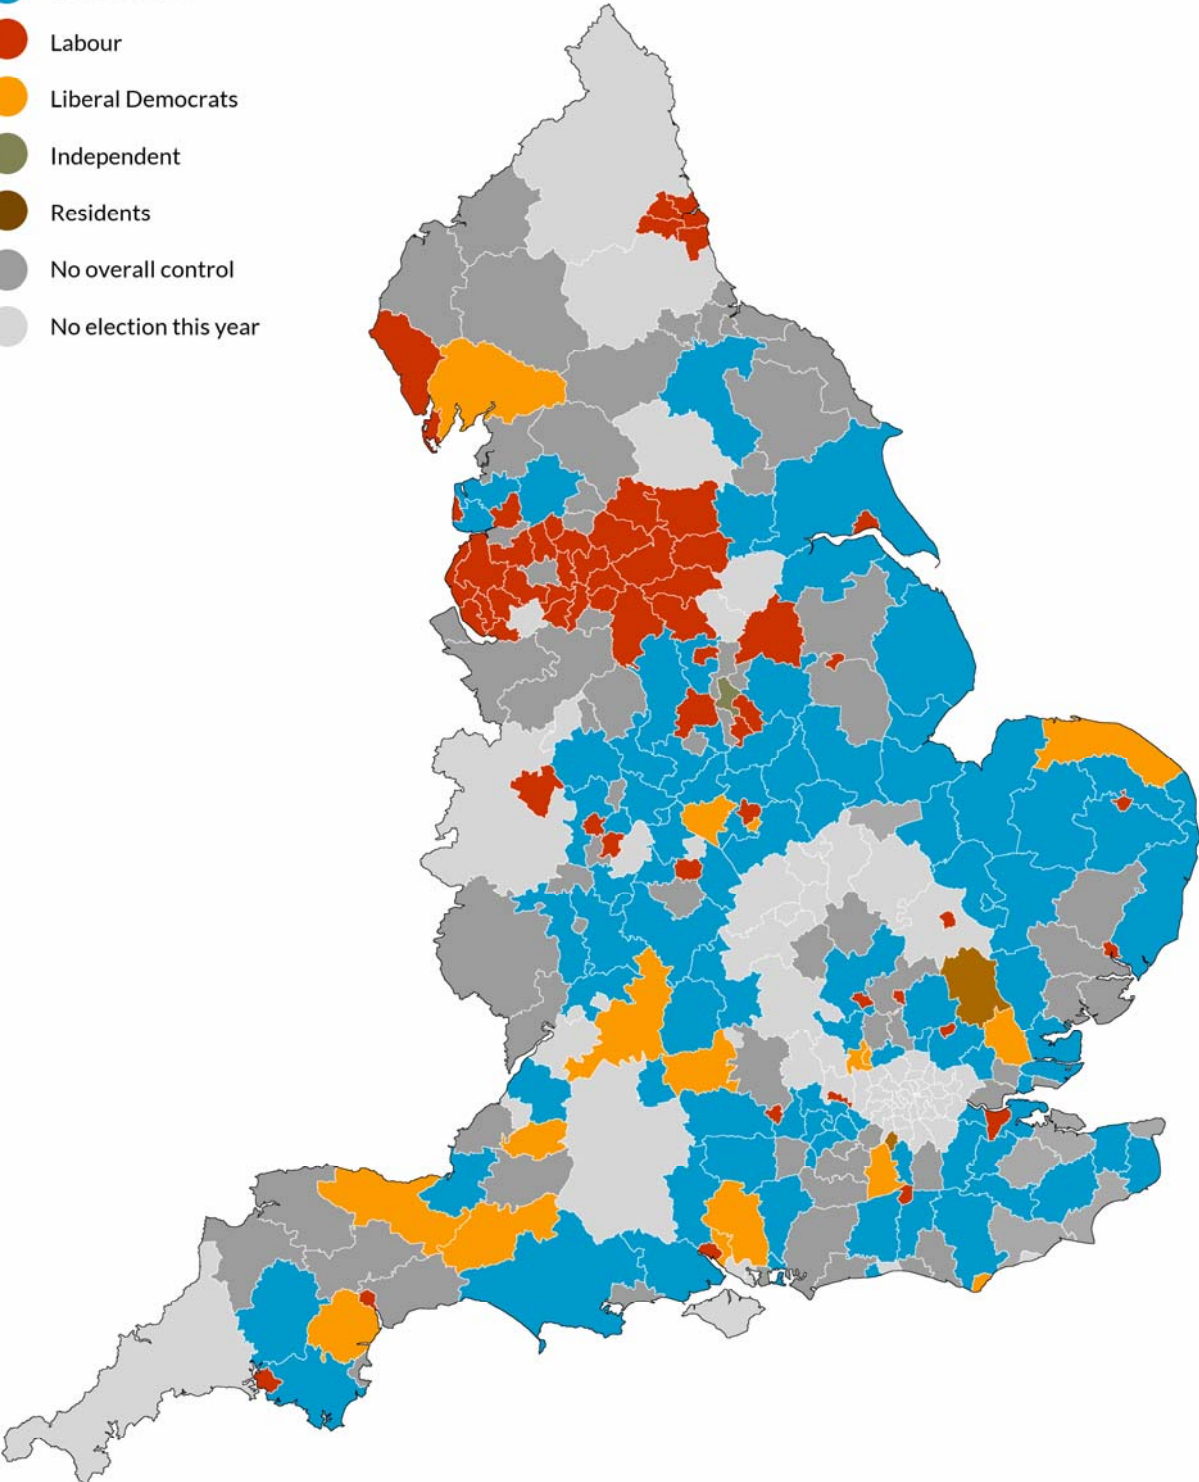 Labour
Liberal Democrats
Independent
Residents
No overall control
No election this year